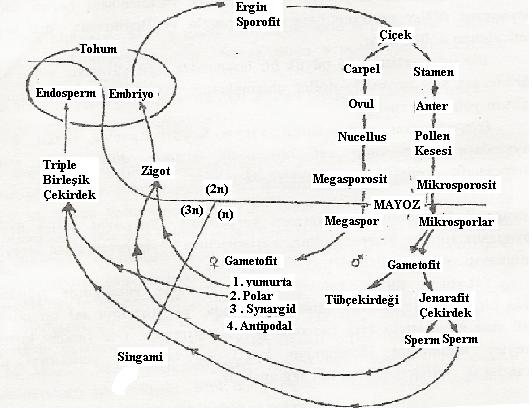 Ergin
Sporofit
Çiçek
Tohum
Carpel
Stamen
Endosperm
Embriyo
Ovul
Anter
Nucellus
Pollen
Kesesi
Triple
Birleşik
Çekirdek
Zigot
Megasporosit
Mikrosporosit
(2n)
(3n)
(n)
MAYOZ
Megaspor
Mikrosporlar
♀ Gametofit
♂
Gametofit
1. yumurta
2. Polar
3. Synargid
4. Antipodal
Tübçekirdeği
Jenarafit
Çekirdek
Singami
Sperm Sperm